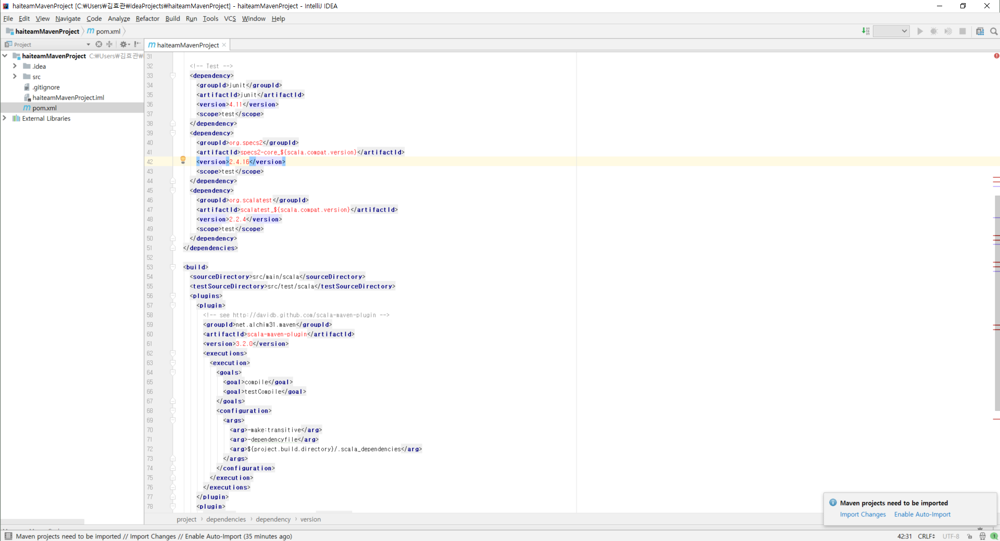 haiteamMavenProject [C:₩Users₩김효관₩IdeaProjects₩haiteamMavenProject] - haiteamMavenProject - IntelliJ IDEA
File Edit View Navigate Code Analyze Refactor Build Run Tools VCS Window Help
haiteamMavenProject pom.xml
Project
haiteamMavenProject
haiteamMavenProject C:₩Users₩김효관₩
.idea
src
.gitignore
haiteamMavenProject.iml
pom.xml
External Libraries
31
32 <!-- Test -->
33 <dependency>
34 <groupId>junit</groupId>
35 <artifactId>junit</artifactId>
36 <version>4.11</version>
37 <scope>test</scope>
38 </dependency>
39 <dependency>
40 <groupId>org.specs2</groupId>
41 <artifactId>specs2-core_${scala.compat.version}</artifactId>
42 <version>2.4.16</version>
43 <scope>test</scope>
44 </dependency>
45 <dependency>
46 <groupId>org.scalatest</groupId>
47 <artifactId>scalatest_${scala.compat.version}</artifactId>
48 <version>2.2.4</version>
49 <scope>test</scope>
50 </dependency>
51 </dependencies>
52
53 <build>
54 <sourceDirectory>src/main/scala</sourceDirectory>
55 <testSourceDirectory>src/test/scala</testSourceDirectory>
56 <plugins>
57 <plugin>
58 <!-- see http://davidb.github.com/scala-maven-plugin -->
59 <groupId>net.alchim31.maven</groupId>
60 <artifactId>scala-maven-plugin</artifactId>
61 <version>3.2.0</version>
62 <executions>
63 <execution>
64 <goals>
65 <goal>compile</goal>
66 <goal>testCompile</goal>
67 </goals>
68 <configuration>
69 <args>
70 <arg>-make:transitive</arg>
71 <arg>-dependencyfile</arg>
72 <arg>${project.build.directory}/.scala_dependencies</arg>
73 </args>
74 </configuration>
75 </execution>
76 </executions>
77 </plugin>
78 <plugin>
project › dependencies › dependency › version
Maven projects need to be imported
Import Changes Enable Auto-Import
Maven projects need to be imported // Import Changes // Enable Auto-Import (35 minutes ago)
42:31 CRLF UTF-8 1